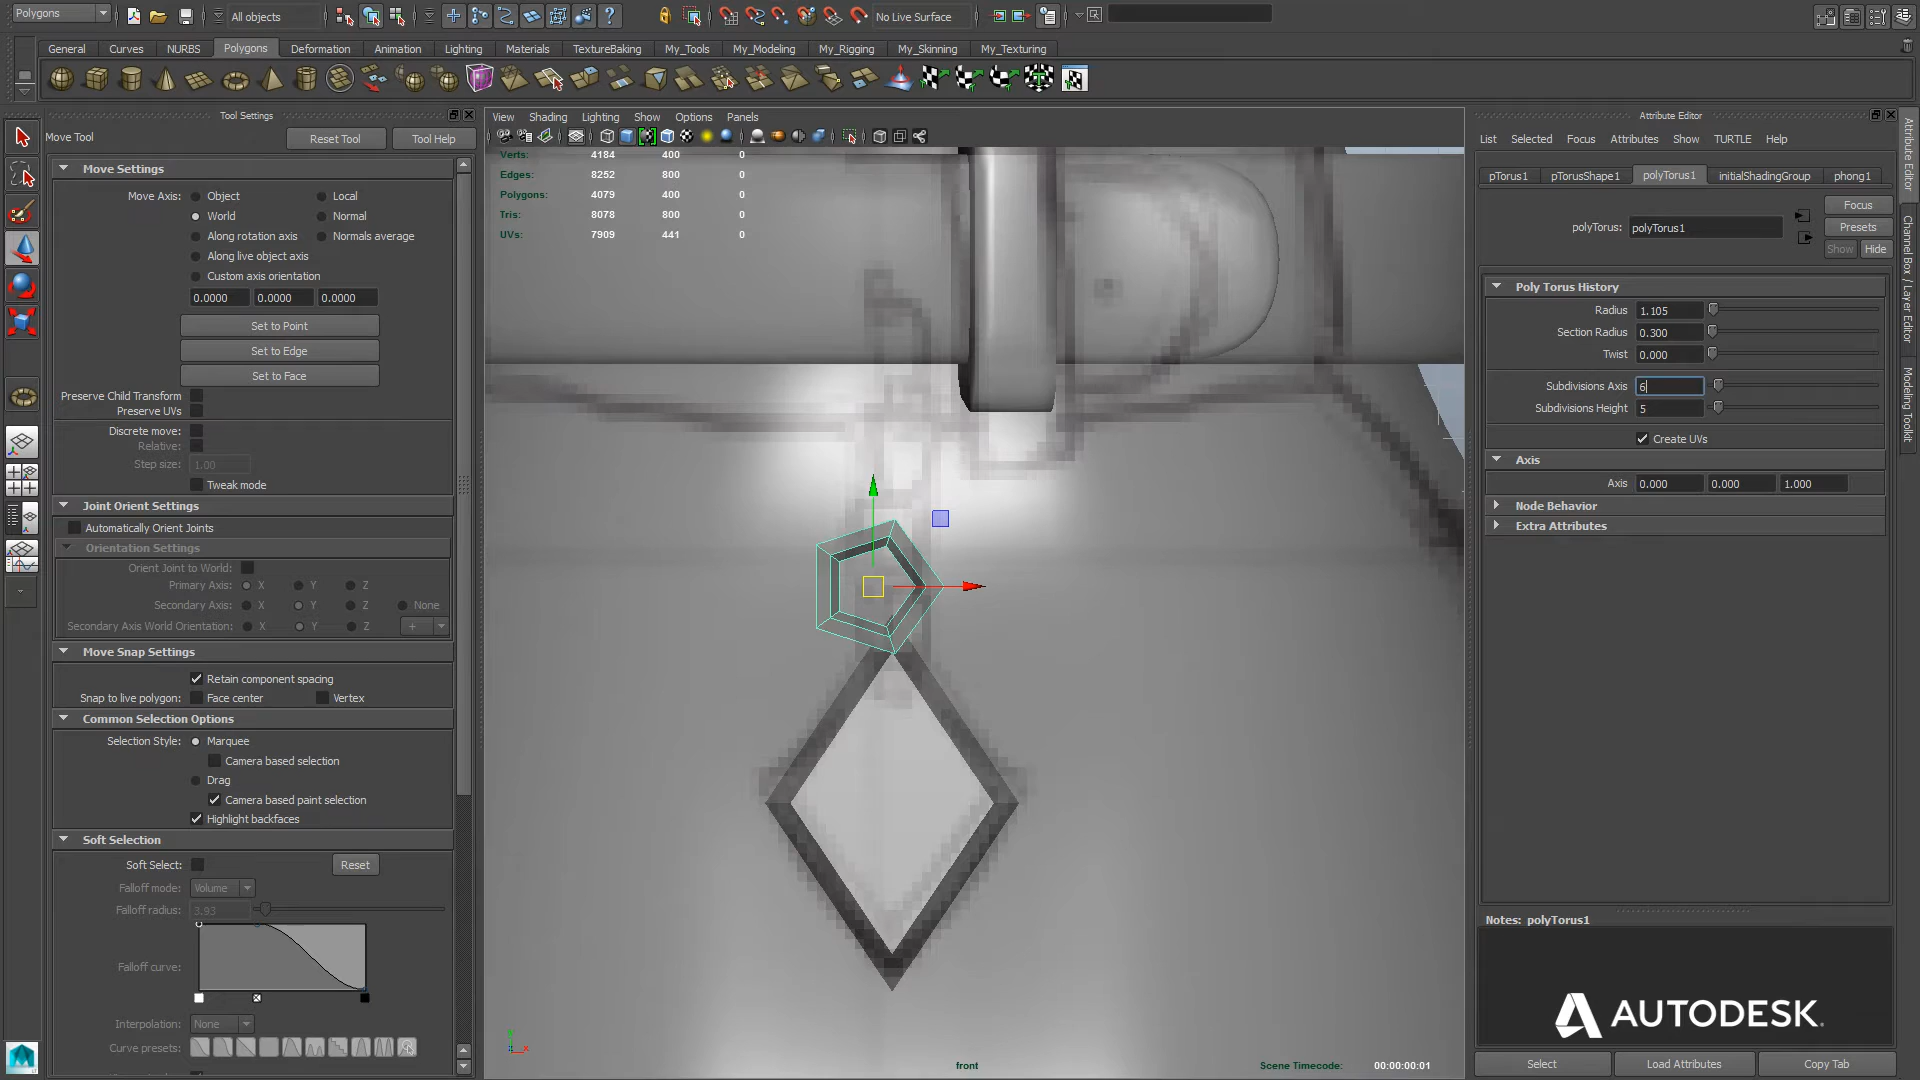 Polygons
All objects
No Live Surface
General Curves NURBS Polygons Deformation Animation Lighting Materials TextureBaking My_Tools My_Modeling My_Rigging My_Skinning My_Texturing
Tool Settings
Move Tool Reset Tool Tool Help
Move Settings
Move Axis: Object Local
World Normal
Along rotation axis Normals average
Along live object axis
Custom axis orientation
0.0000 0.0000 0.0000
Set to Point
Set to Edge
Set to Face
Preserve Child Transform
Preserve UVs
Discrete move:
Relative:
Step size: 1.00
Tweak mode
Joint Orient Settings
Automatically Orient Joints
Orientation Settings
Orient Joint to World:
Primary Axis: X Y Z
Secondary Axis: X Y Z None
Secondary Axis World Orientation: X Y Z +
Move Snap Settings
Retain component spacing
Snap to live polygon: Face center Vertex
Common Selection Options
Selection Style: Marquee
Camera based selection
Drag
Camera based paint selection
Highlight backfaces
Soft Selection
Soft Select: Reset
Falloff mode: Volume
Falloff radius: 3.93
Falloff curve:
Interpolation: None
Curve presets:
View Shading Lighting Show Options Panels
Verts: 4184 400 0
Edges: 8252 800 0
Polygons: 4079 400 0
Tris: 8078 800 0
UVs: 7909 441 0
front
Scene Timecode: 00:00:00:01
Attribute Editor
List Selected Focus Attributes Show TURTLE Help
pTorus1 pTorusShape1 polyTorus1 initialShadingGroup phong1
Focus
polyTorus: polyTorus1
Presets
Show Hide
Poly Torus History
Radius 1.105
Section Radius 0.300
Twist 0.000
Subdivisions Axis 6
Subdivisions Height 5
Create UVs
Axis
Axis 0.000 0.000 1.000
Node Behavior
Extra Attributes
Notes: polyTorus1
AUTODESK.
Select Load Attributes Copy Tab
Attribute Editor
Channel Box / Layer Editor
Modeling Toolkit